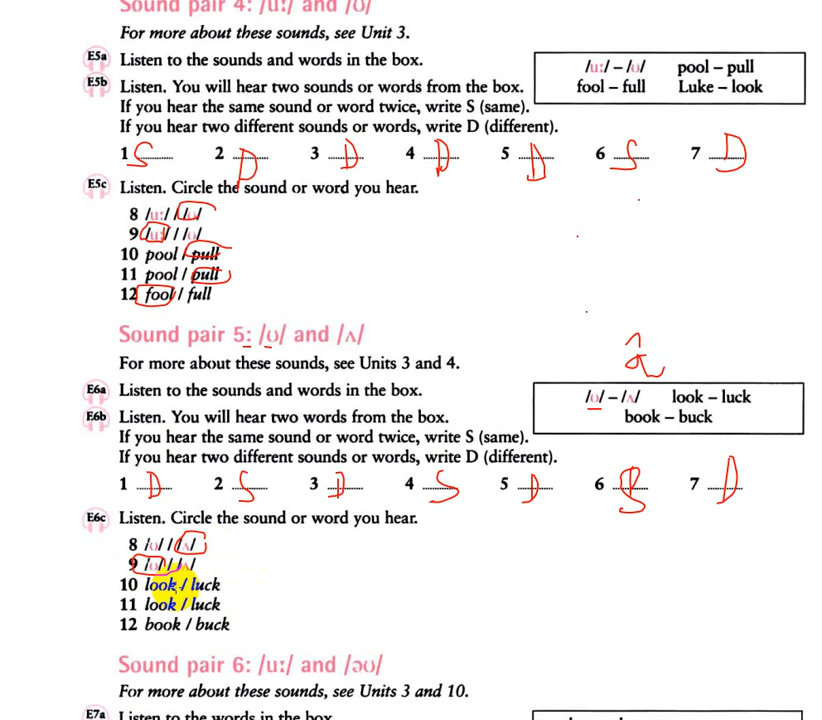 Sound pair 4: /uː/ and /ʊ/
For more about these sounds, see Unit 3.
E5a Listen to the sounds and words in the box.
E5b Listen. You will hear two sounds or words from the box.
If you hear the same sound or word twice, write S (same).
If you hear two different sounds or words, write D (different).
/uː/ – /ʊ/ pool – pull
fool – full Luke – look
1 S 2 D 3 D 4 D 5 D 6 S 7 D
E5c Listen. Circle the sound or word you hear.
8 /uː/ /ʊ/
9 /uː/ / /ʊ/
10 pool / pull
11 pool / pull
12 fool / full
Sound pair 5: /ʊ/ and /ʌ/
For more about these sounds, see Units 3 and 4.
E6a Listen to the sounds and words in the box.
E6b Listen. You will hear two words from the box.
If you hear the same sound or word twice, write S (same).
If you hear two different sounds or words, write D (different).
/ʊ/ – /ʌ/ look – luck
book – buck
1 D 2 S 3 D 4 S 5 D 6 S 7 D
E6c Listen. Circle the sound or word you hear.
8 /ʊ/ / /ʌ/
9 /ʊ/ / /ʌ/
10 look / luck
11 look / luck
12 book / buck
Sound pair 6: /uː/ and /əʊ/
For more about these sounds, see Units 3 and 10.
E7a Listen to the words in the box.